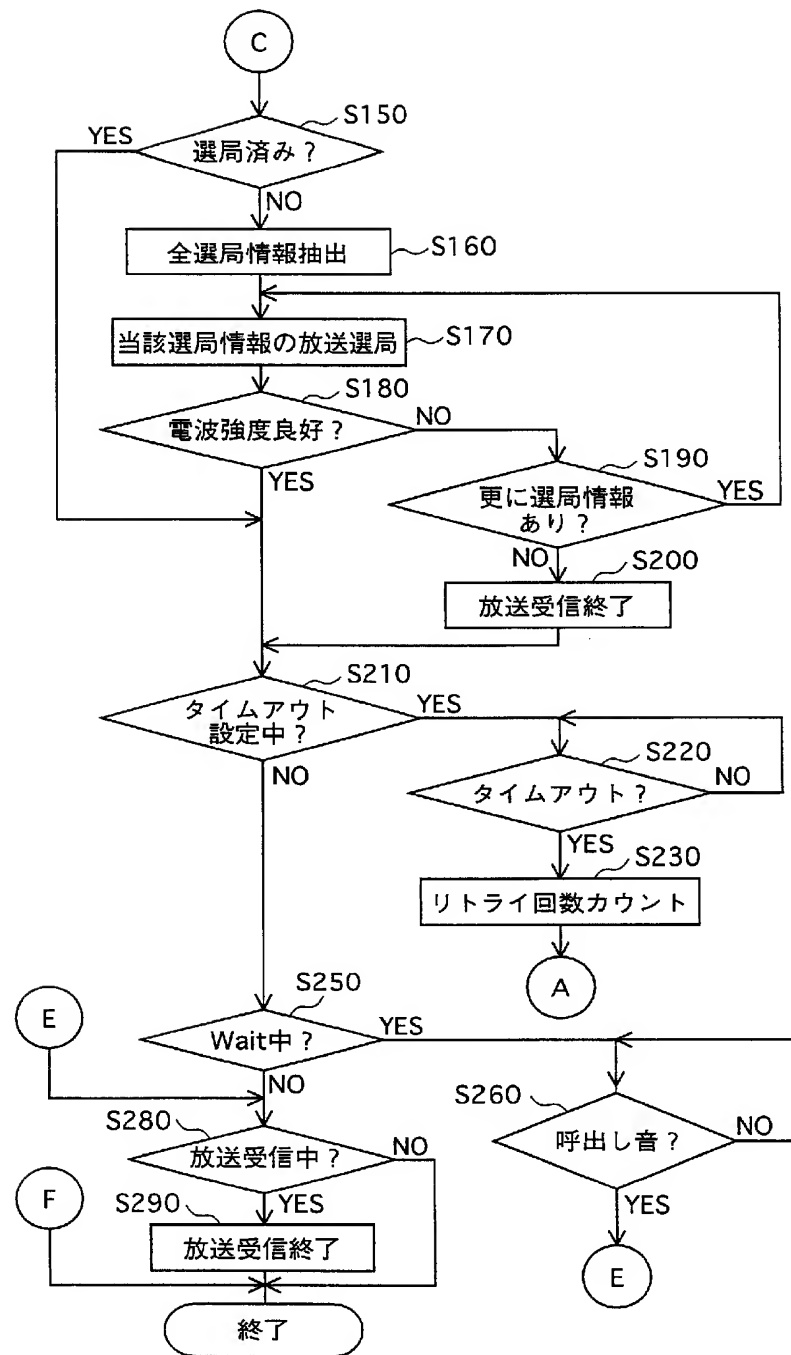 C
S150
YES
選局済み？
NO
全選局情報抽出
S160
当該選局情報の放送選局
S170
S180
電波強度良好？
NO
YES
S190
更に選局情報
あり？
YES
NO
S200
放送受信終了
S210
タイムアウト
設定中？
YES
NO
S220
タイムアウト？
NO
YES
S230
リトライ回数カウント
A
E
S250
Wait中？
YES
NO
S260
呼出し音？
NO
YES
E
S280
放送受信中？
NO
YES
F
S290
放送受信終了
終了